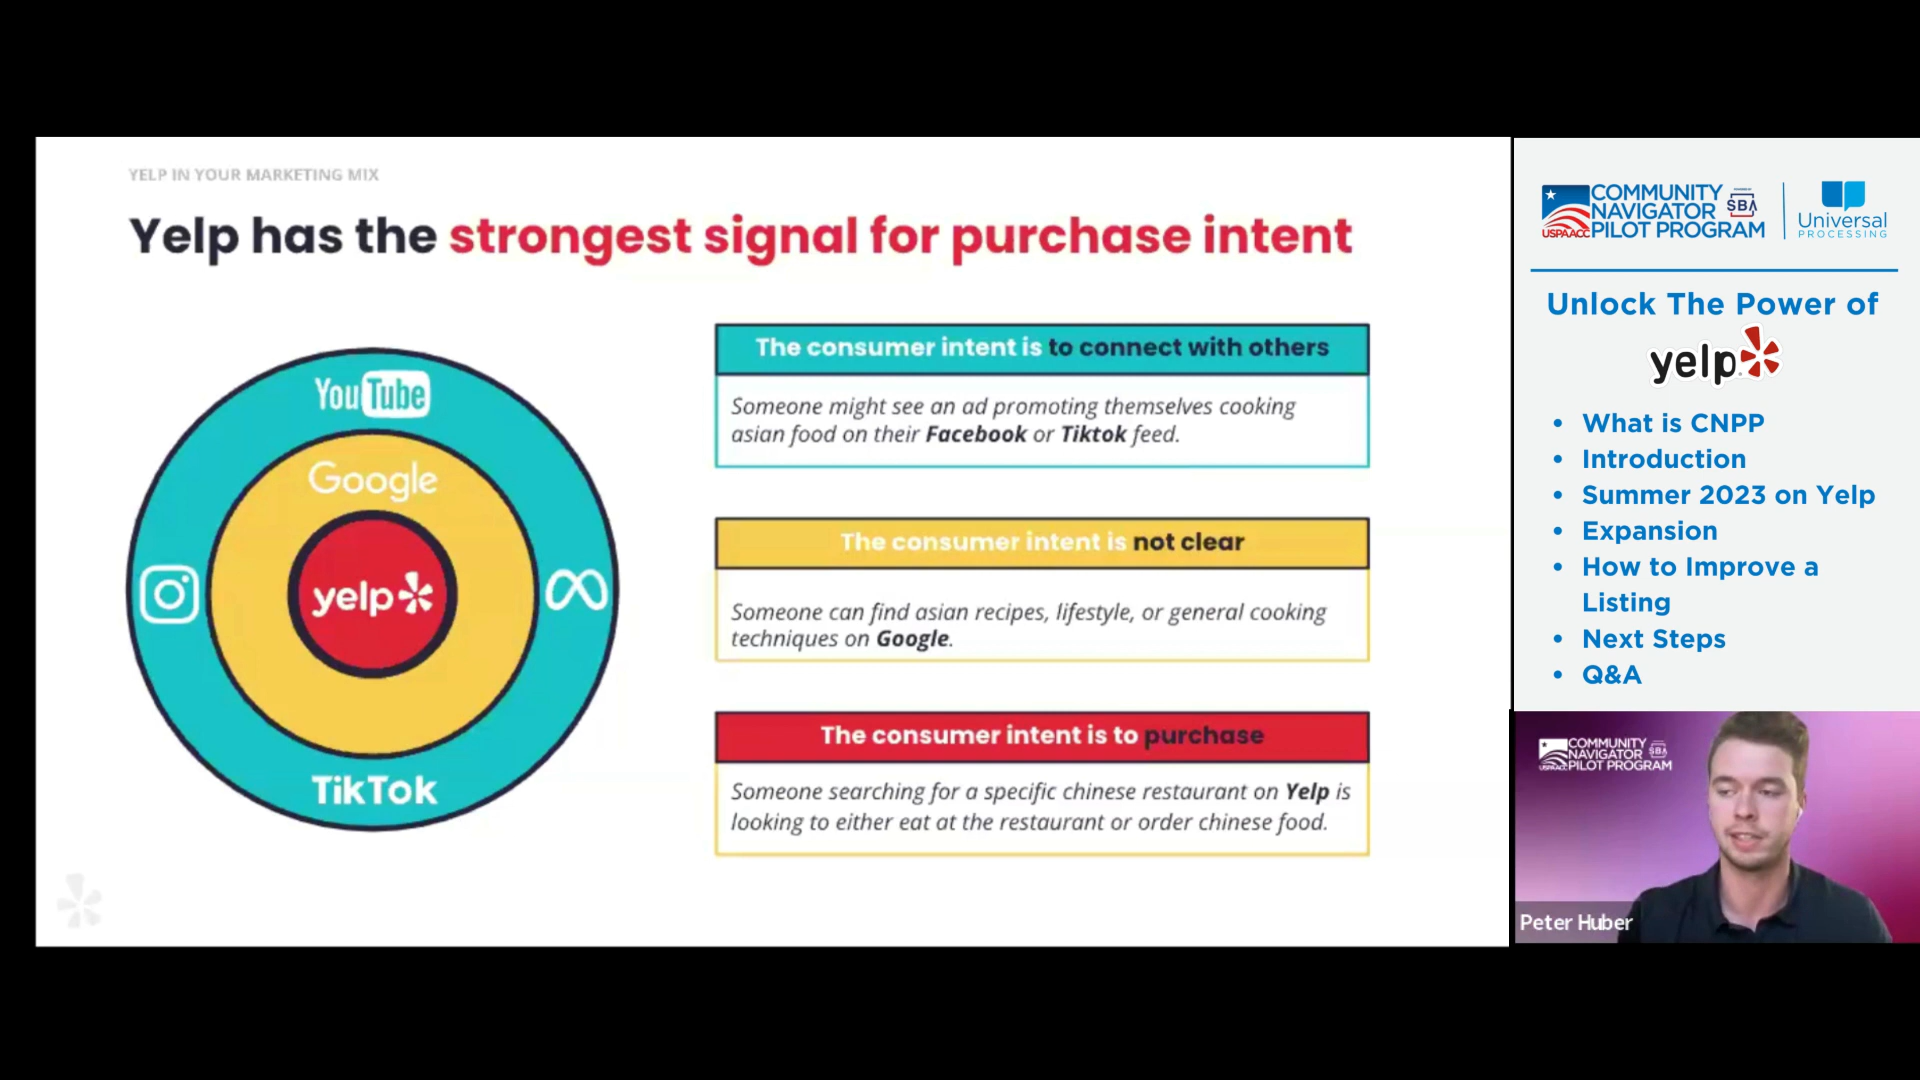 YELP IN YOUR MARKETING MIX
Yelp has the strongest signal for purchase intent
YouTube
Google
yelp
TikTok
The consumer intent is to connect with others
Someone might see an ad promoting themselves cooking
asian food on their Facebook or Tiktok feed.
The consumer intent is not clear
Someone can find asian recipes, lifestyle, or general cooking
techniques on Google.
The consumer intent is to purchase
Someone searching for a specific chinese restaurant on Yelp is
looking to either eat at the restaurant or order chinese food.
COMMUNITY
NAVIGATOR
PILOT PROGRAM
USPAACC
SBA
Universal
PROCESSING
Unlock The Power of
yelp
• What is CNPP
• Introduction
• Summer 2023 on Yelp
• Expansion
• How to Improve a
Listing
• Next Steps
• Q&A
COMMUNITY
NAVIGATOR
PILOT PROGRAM
USPAACC
SBA
Peter Huber